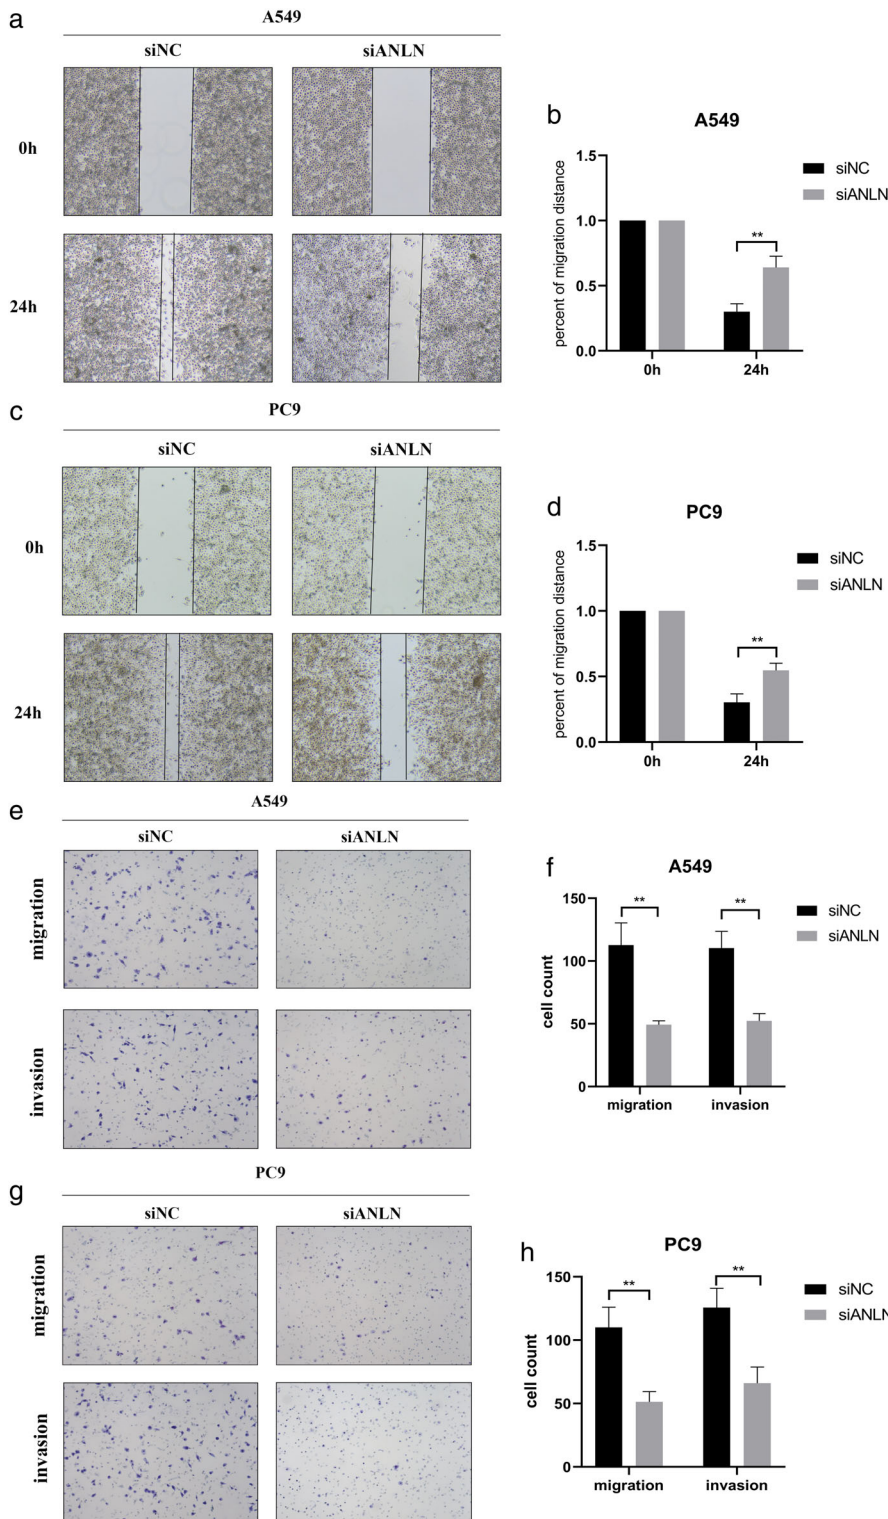 a
A549
siNC siANLN
0h
24h
b
A549
percent of migration distance
1.5
1.0
0.5
0.0
**
0h 24h
siNC
siANLN
c
PC9
siNC siANLN
0h
24h
d
PC9
percent of migration distance
1.5
1.0
0.5
0.0
**
0h 24h
siNC
siANLN
e
A549
siNC siANLN
migration
invasion
f
A549
cell count
150
100
50
0
** **
migration invasion
siNC
siANLN
g
PC9
siNC siANLN
migration
invasion
h
PC9
cell count
150
100
50
0
** **
migration invasion
siNC
siANLN